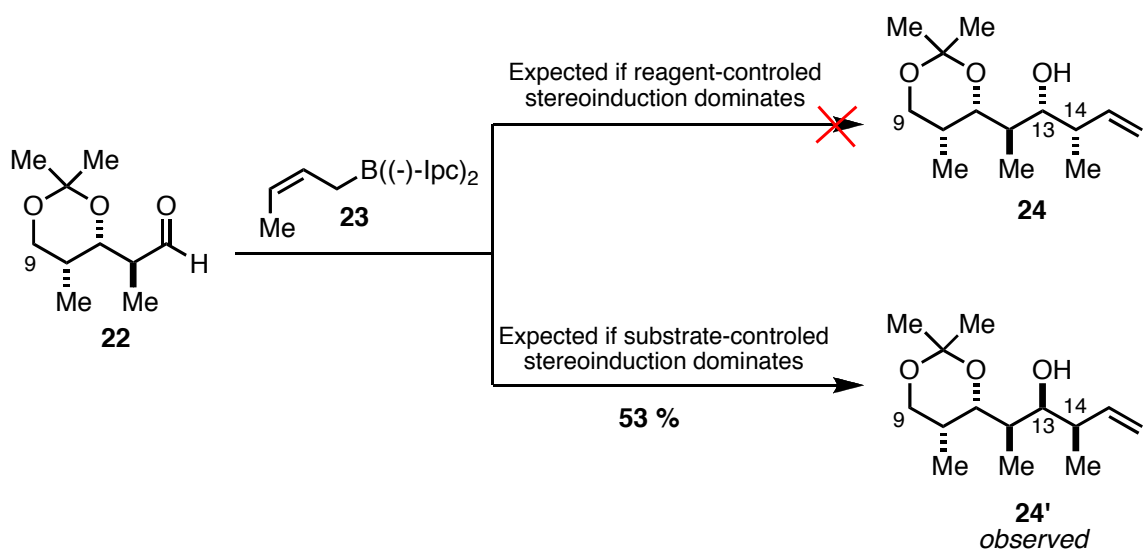 Me Me
O O OH
9 13 14
Me Me Me
24
Expected if reagent-controled
stereoinduction dominates
Me Me
O O O
H
9
Me Me
22
B((-)-Ipc)2
Me 23
Expected if substrate-controled
stereoinduction dominates
53 %
Me Me
O O OH
9 13 14
Me Me Me
24'
observed